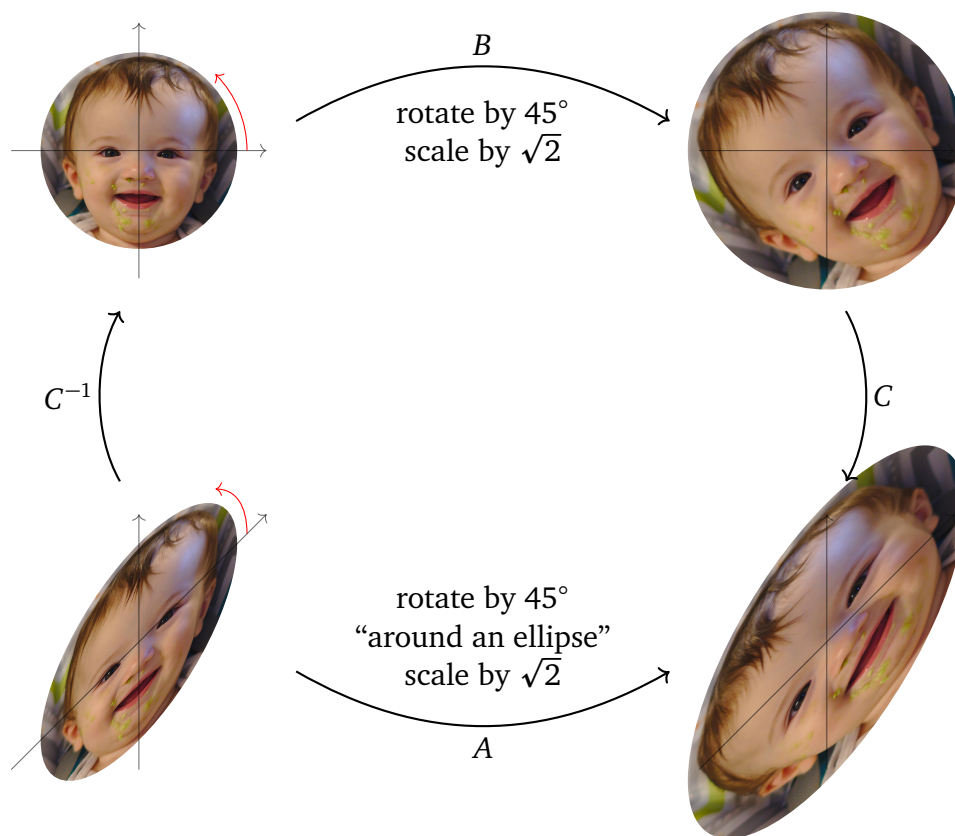 B
rotate by 45°
scale by √2
C⁻¹
C
rotate by 45°
“around an ellipse”
scale by √2
A